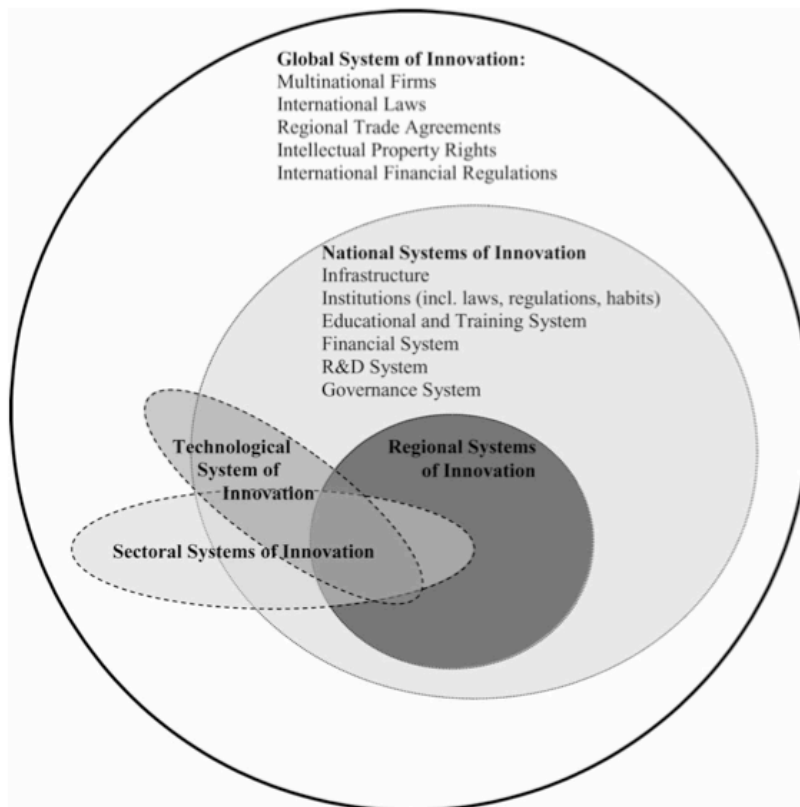 Global System of Innovation:
Multinational Firms
International Laws
Regional Trade Agreements
Intellectual Property Rights
International Financial Regulations
National Systems of Innovation
Infrastructure
Institutions (incl. laws, regulations, habits)
Educational and Training System
Financial System
R&D System
Governance System
Technological
System of
Innovation
Regional Systems
of Innovation
Sectoral Systems of Innovation